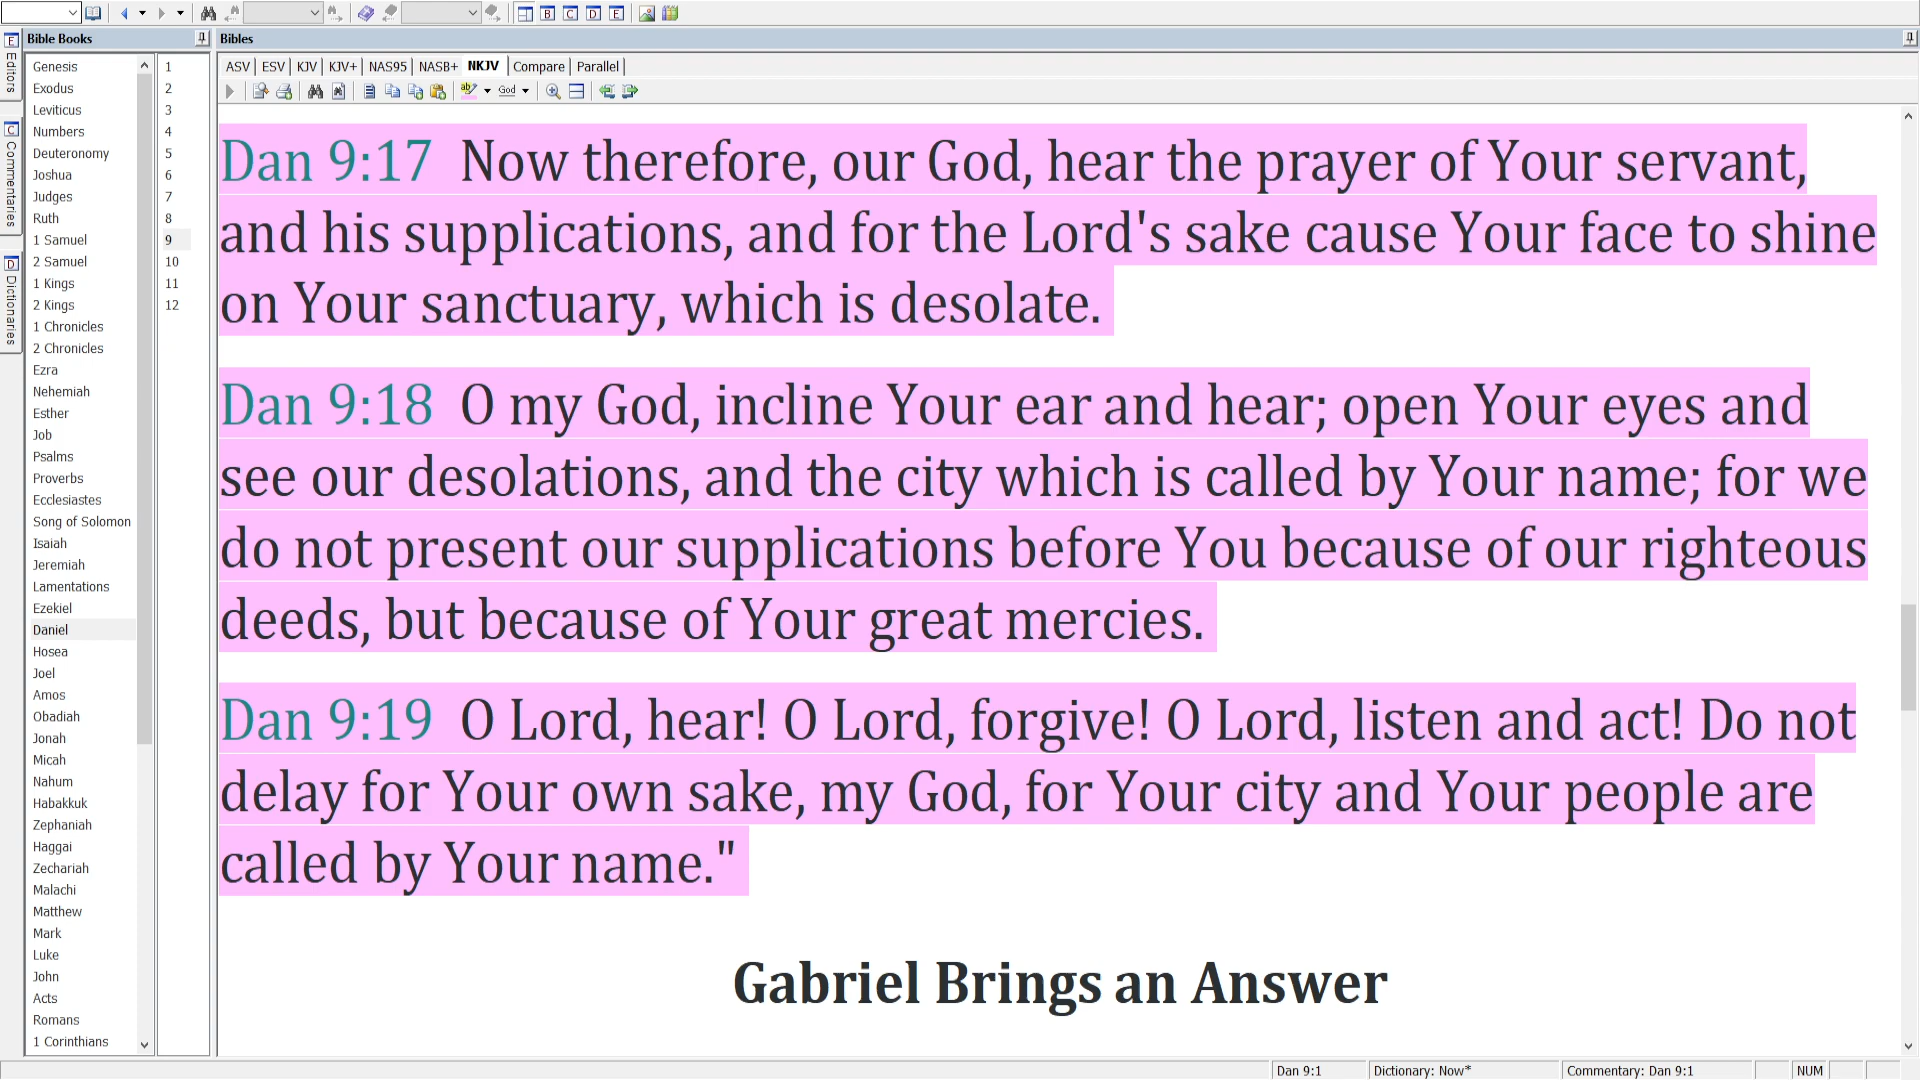 Bible Books
Bibles
Editors
Commentaries
Dictionaries
Genesis
Exodus
Leviticus
Numbers
Deuteronomy
Joshua
Judges
Ruth
1 Samuel
2 Samuel
1 Kings
2 Kings
1 Chronicles
2 Chronicles
Ezra
Nehemiah
Esther
Job
Psalms
Proverbs
Ecclesiastes
Song of Solomon
Isaiah
Jeremiah
Lamentations
Ezekiel
Daniel
Hosea
Joel
Amos
Obadiah
Jonah
Micah
Nahum
Habakkuk
Zephaniah
Haggai
Zechariah
Malachi
Matthew
Mark
Luke
John
Acts
Romans
1 Corinthians
1
2
3
4
5
6
7
8
9
10
11
12
ASV ESV KJV KJV+ NAS95 NASB+ NKJV Compare Parallel
God
Dan 9:17 Now therefore, our God, hear the prayer of Your servant,
and his supplications, and for the Lord's sake cause Your face to shine
on Your sanctuary, which is desolate.
Dan 9:18 O my God, incline Your ear and hear; open Your eyes and
see our desolations, and the city which is called by Your name; for we
do not present our supplications before You because of our righteous
deeds, but because of Your great mercies.
Dan 9:19 O Lord, hear! O Lord, forgive! O Lord, listen and act! Do not
delay for Your own sake, my God, for Your city and Your people are
called by Your name."
Gabriel Brings an Answer
Dan 9:1 Dictionary: Now* Commentary: Dan 9:1 NUM